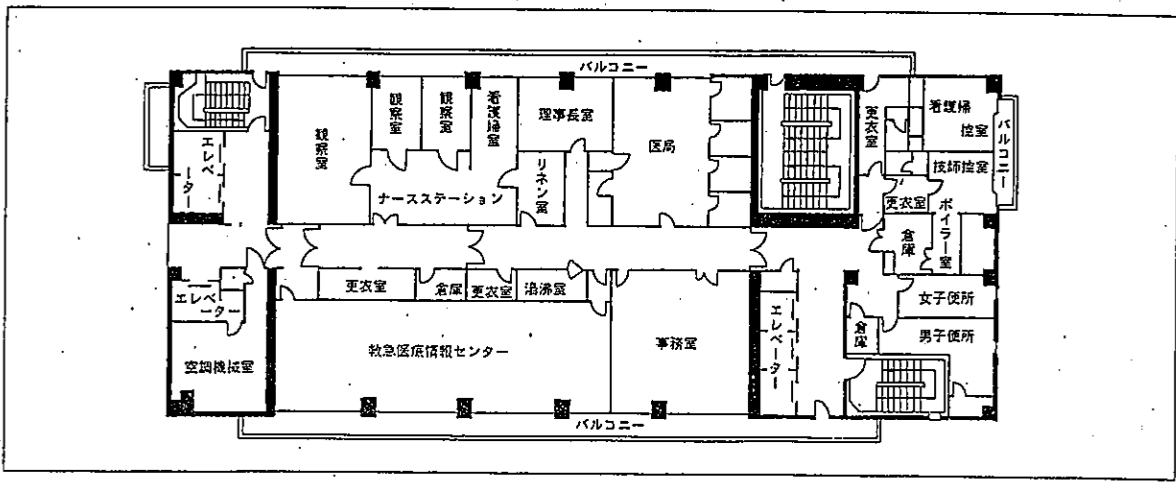 バルコニー
エレベーター
観察室
観察室
観察室
看護婦室
理事長室
リネン室
ナースステーション
医局
更衣室
看護婦控室
技師控室
バルコニー
更衣室
ボイラー室
倉庫
エレベーター
空調機械室
更衣室
倉庫
更衣室
湯沸室
救急医療情報センター
事務室
エレベーター
倉庫
女子便所
男子便所
バルコニー